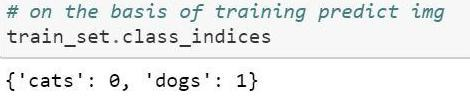 # on the basis of training predict img
train_set.class_indices
{'cats': 0, 'dogs': 1}